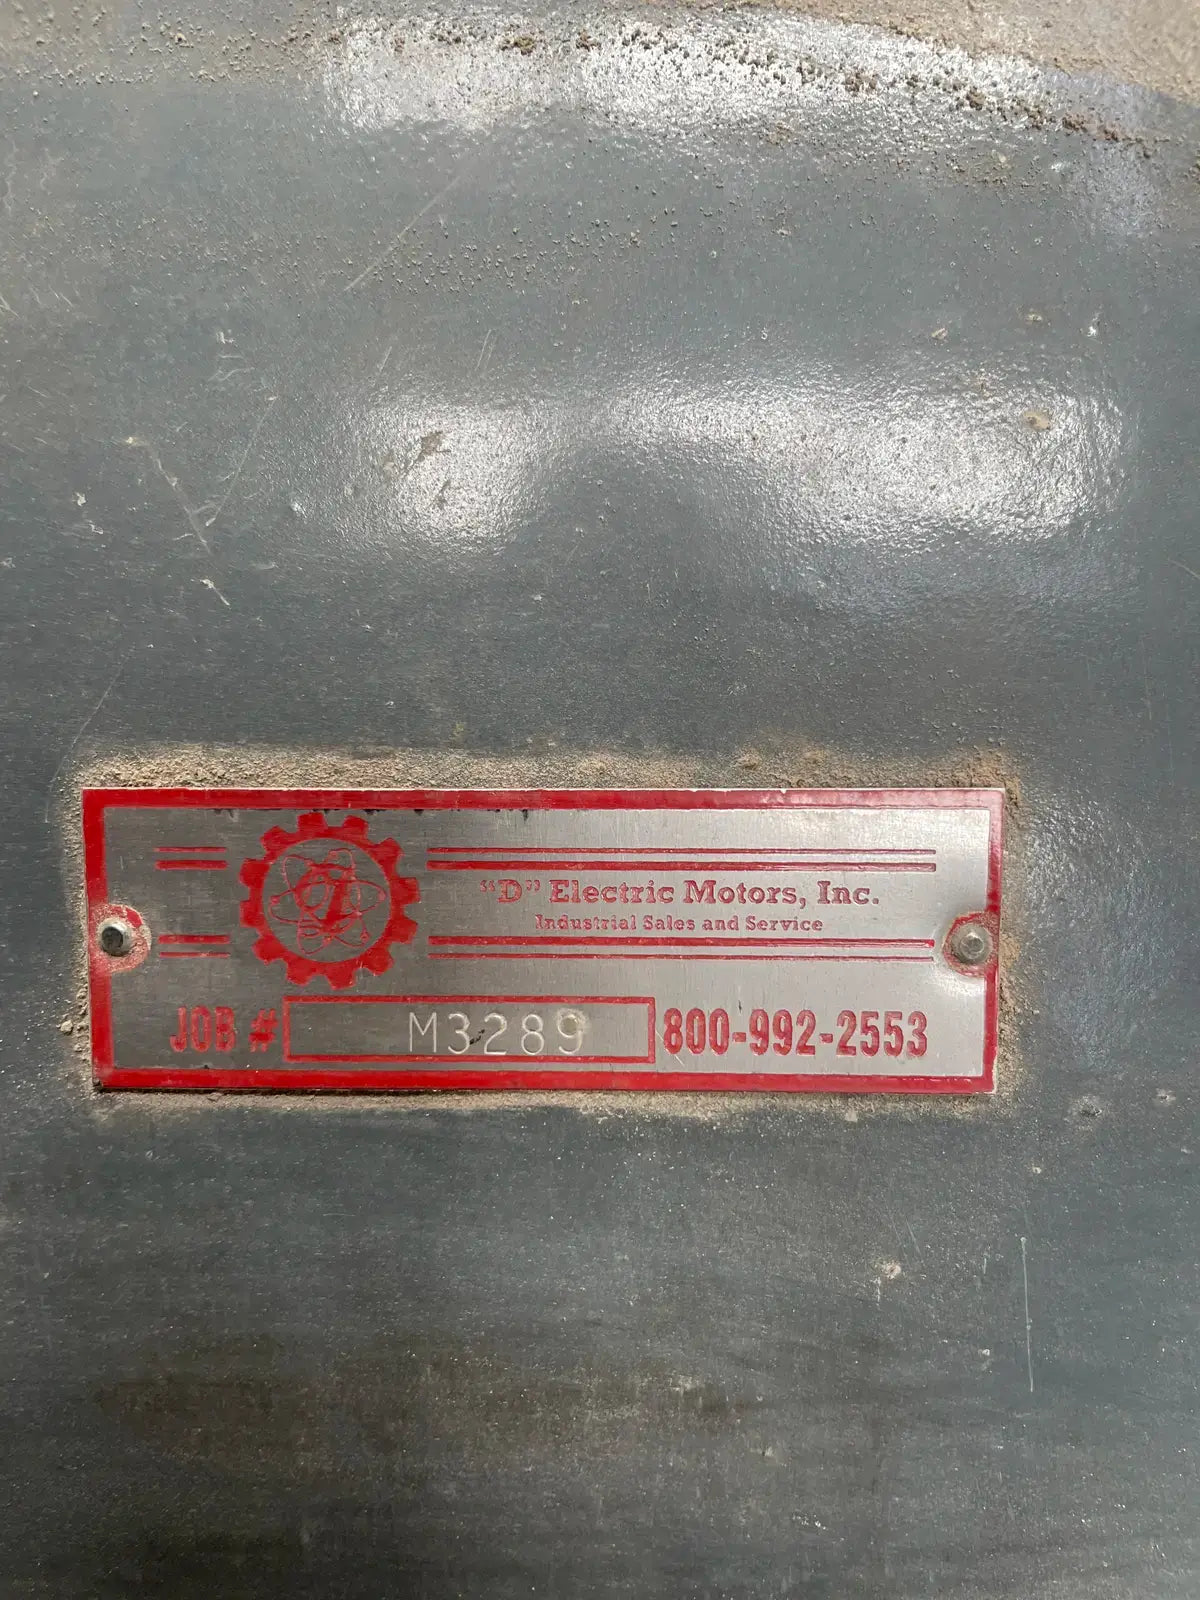 “D” Electric Motors, Inc.
Industrial Sales and Service
JOB # M3289 800-992-2553